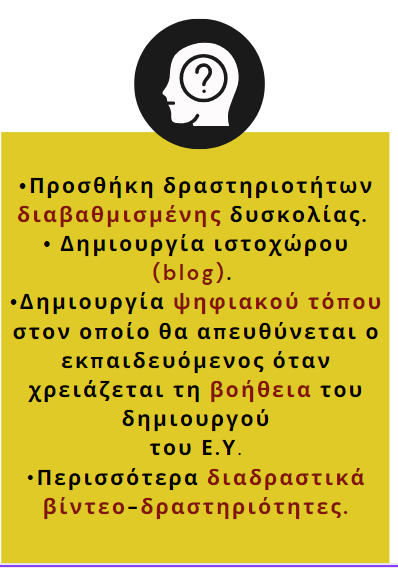 •Προσθήκη δραστηριοτήτων
διαβαθμισμένης δυσκολίας.
• Δημιουργία ιστοχώρου
(blog).
•Δημιουργία ψηφιακού τόπου
στον οποίο θα απευθύνεται ο
εκπαιδευόμενος όταν
χρειάζεται τη βοήθεια του
δημιουργού
του Ε.Υ.
•Περισσότερα διαδραστικά
βίντεο-δραστηριότητες.